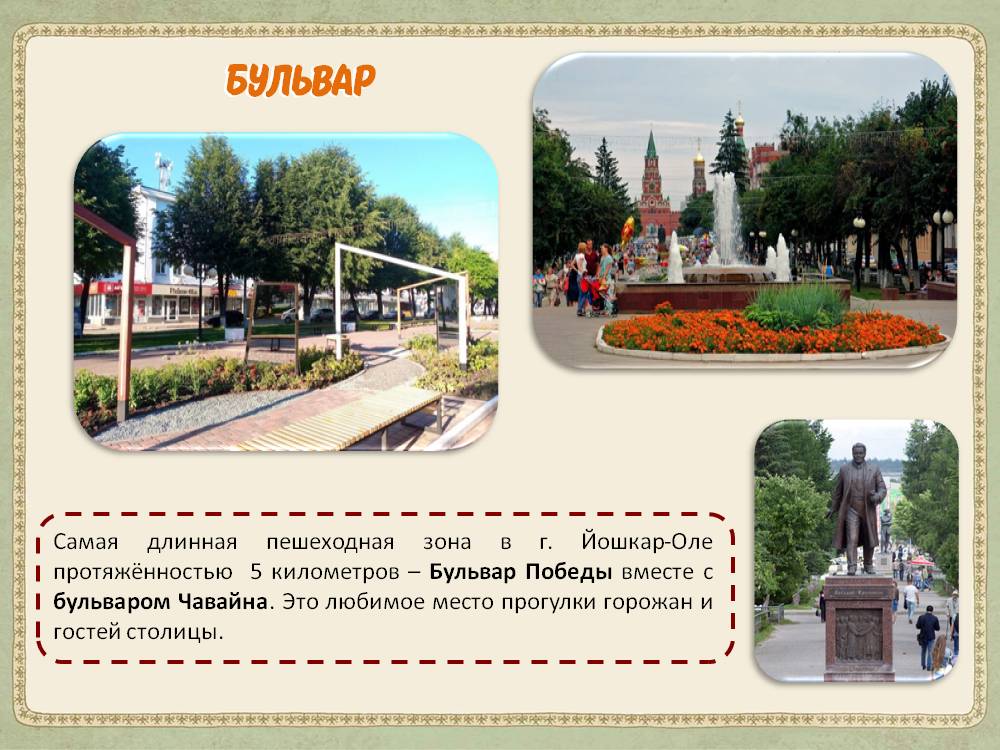 БУЛЬВАР
Самая длинная пешеходная зона в г. Йошкар-Оле
протяжённостью 5 километров – Бульвар Победы вместе с
бульваром Чавайна. Это любимое место прогулки горожан и
гостей столицы.